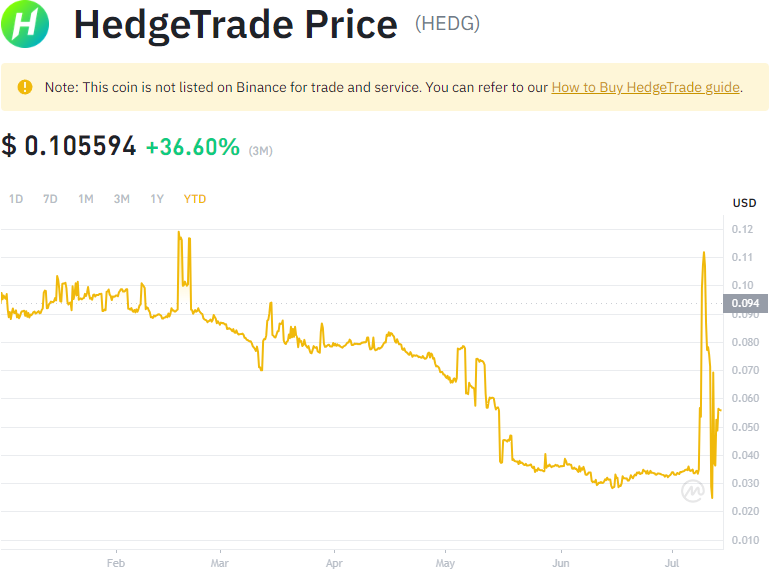 HedgeTrade Price (HEDG)
Note: This coin is not listed on Binance for trade and service. You can refer to our How to Buy HedgeTrade guide.
$ 0.105594 +36.60% (3M)
1D 7D 1M 3M 1Y YTD
USD
0.12
0.11
0.10
0.094
0.090
0.080
0.070
0.060
0.050
0.040
0.030
0.020
0.010
Feb Mar Apr May Jun Jul